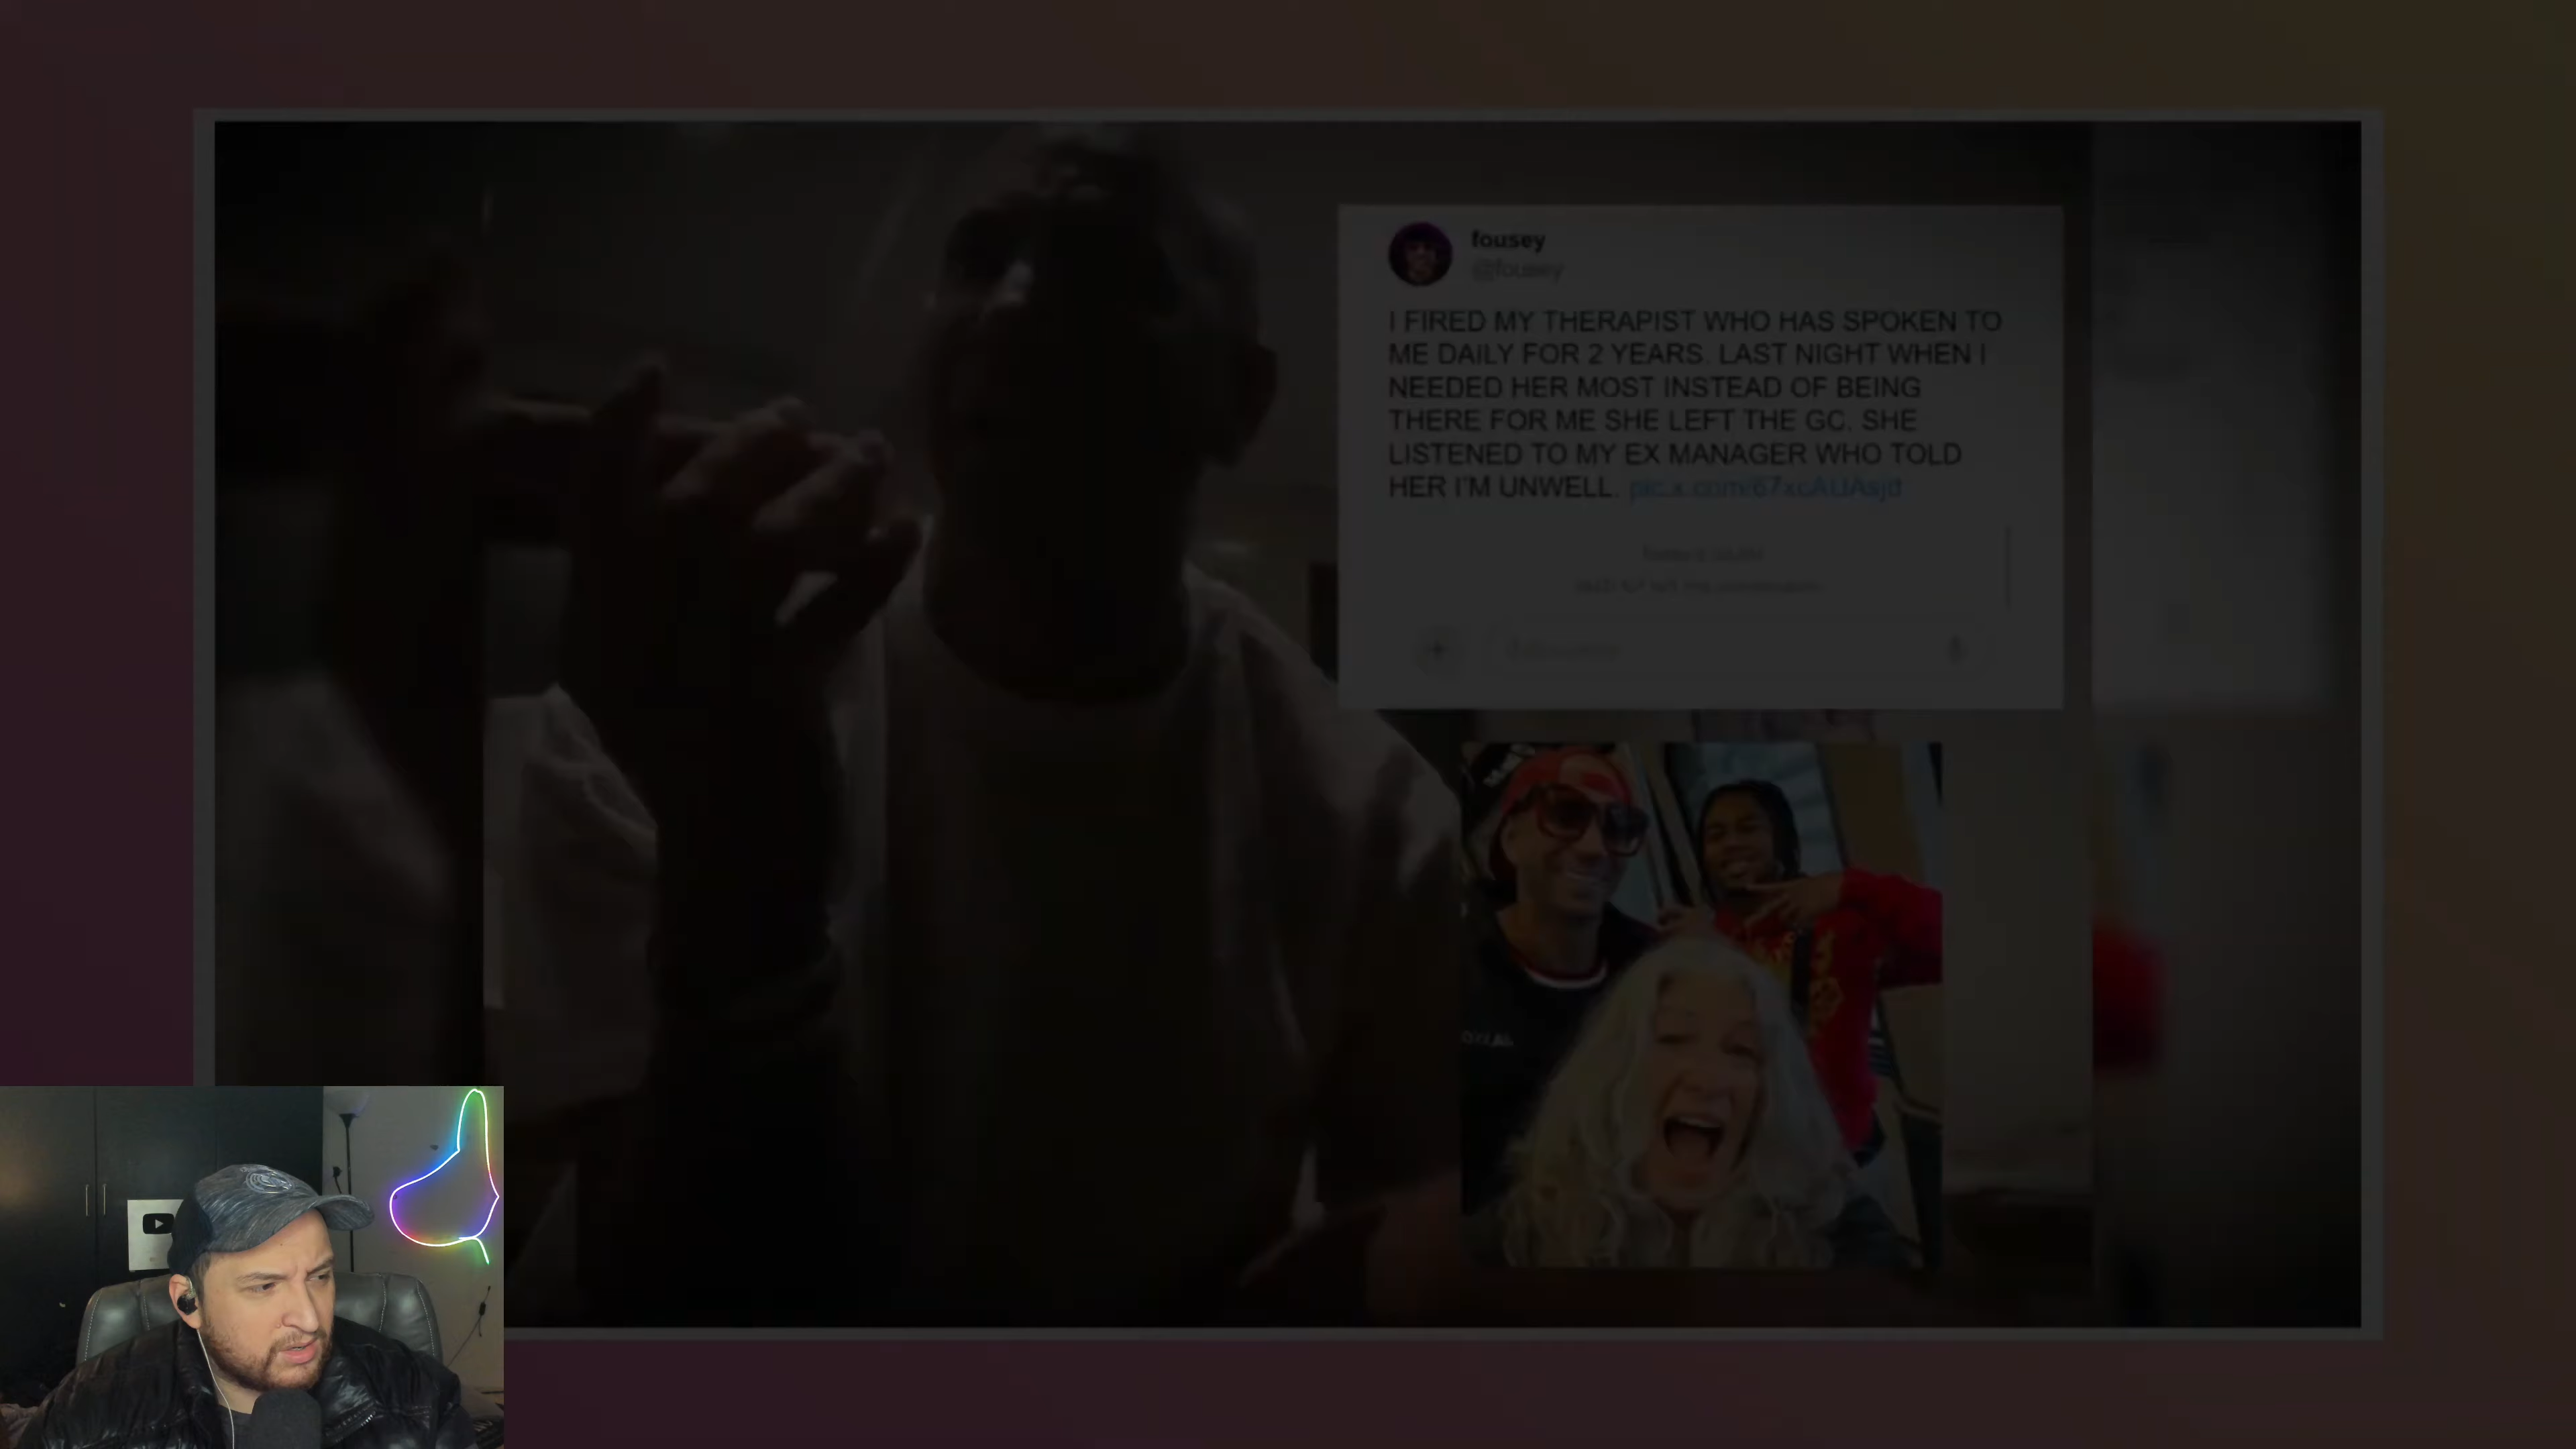 fousey
@fousey
I FIRED MY THERAPIST WHO HAS SPOKEN TO
ME DAILY FOR 2 YEARS. LAST NIGHT WHEN I
NEEDED HER MOST INSTEAD OF BEING
THERE FOR ME SHE LEFT THE GC. SHE
LISTENED TO MY EX MANAGER WHO TOLD
HER I'M UNWELL.